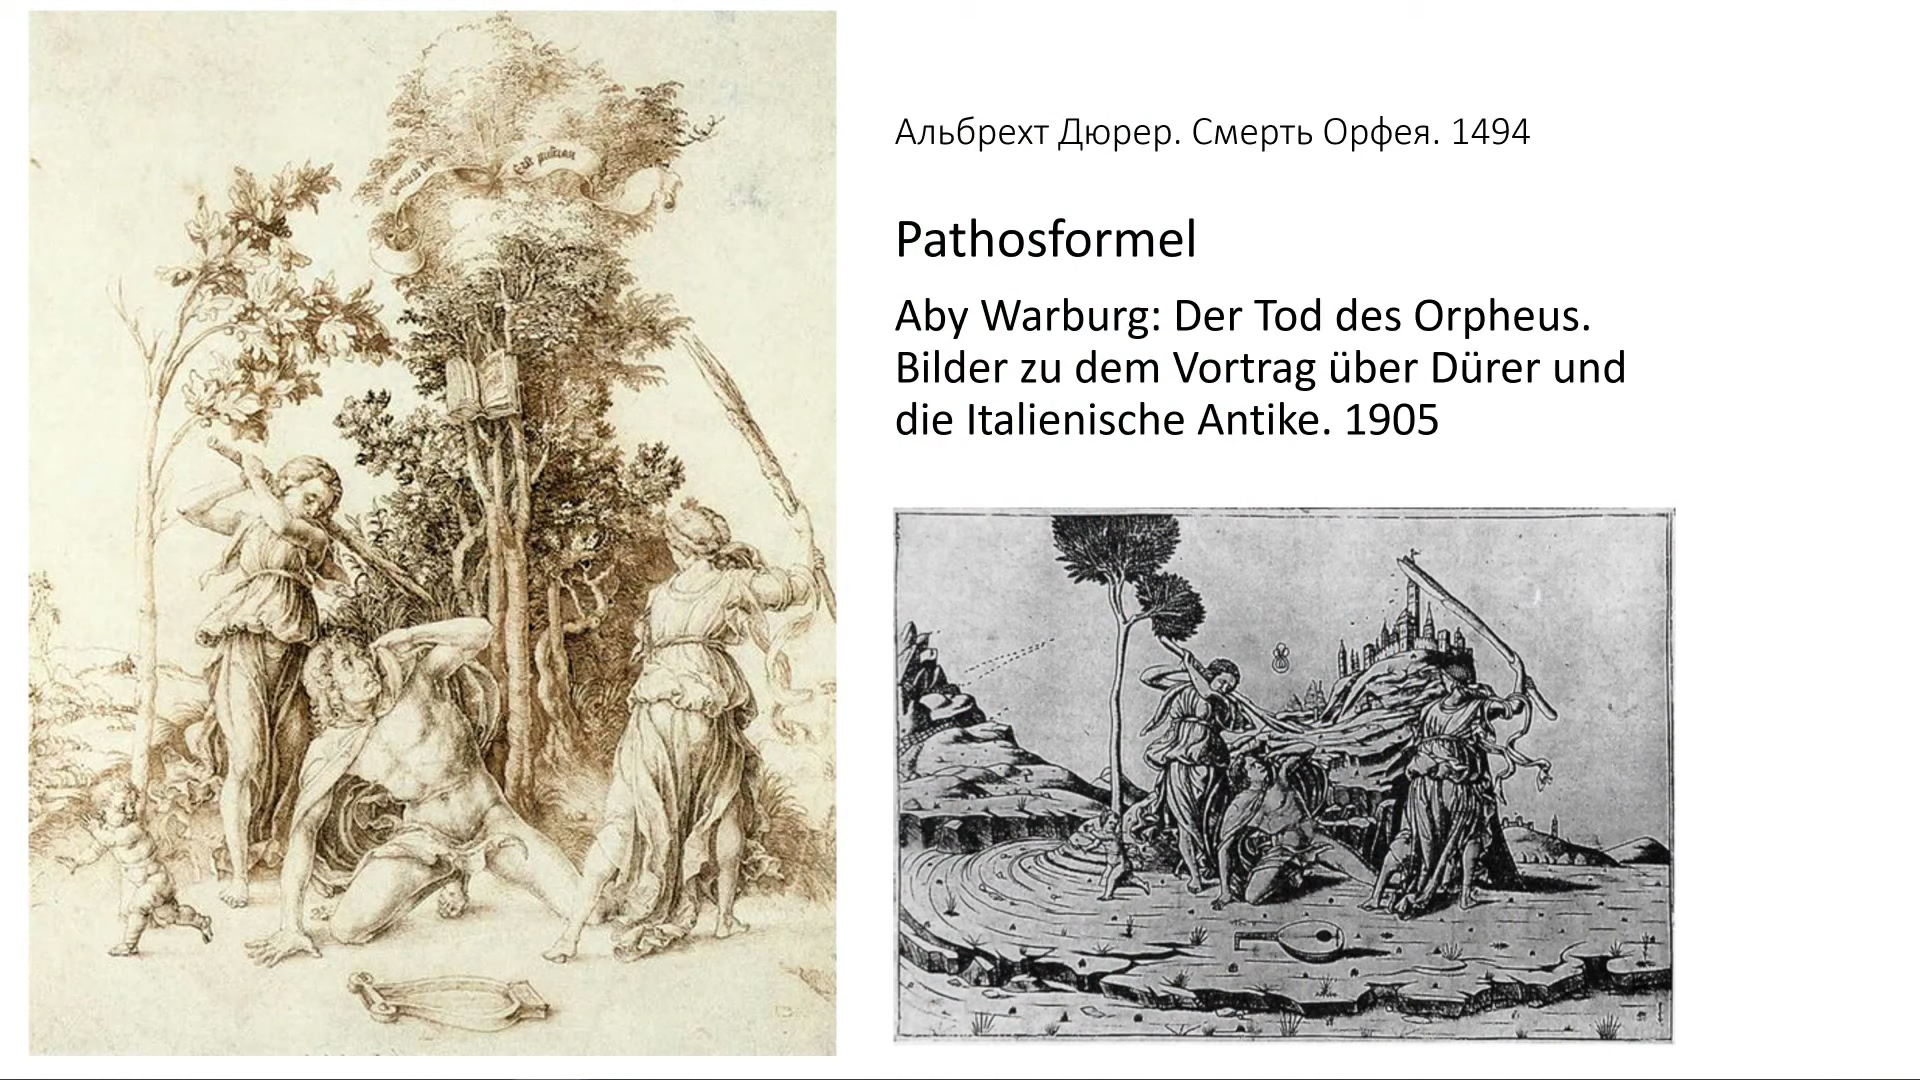 Альбрехт Дюрер. Смерть Орфея. 1494
Pathosformel
Aby Warburg: Der Tod des Orpheus.
Bilder zu dem Vortrag über Dürer und
die Italienische Antike. 1905